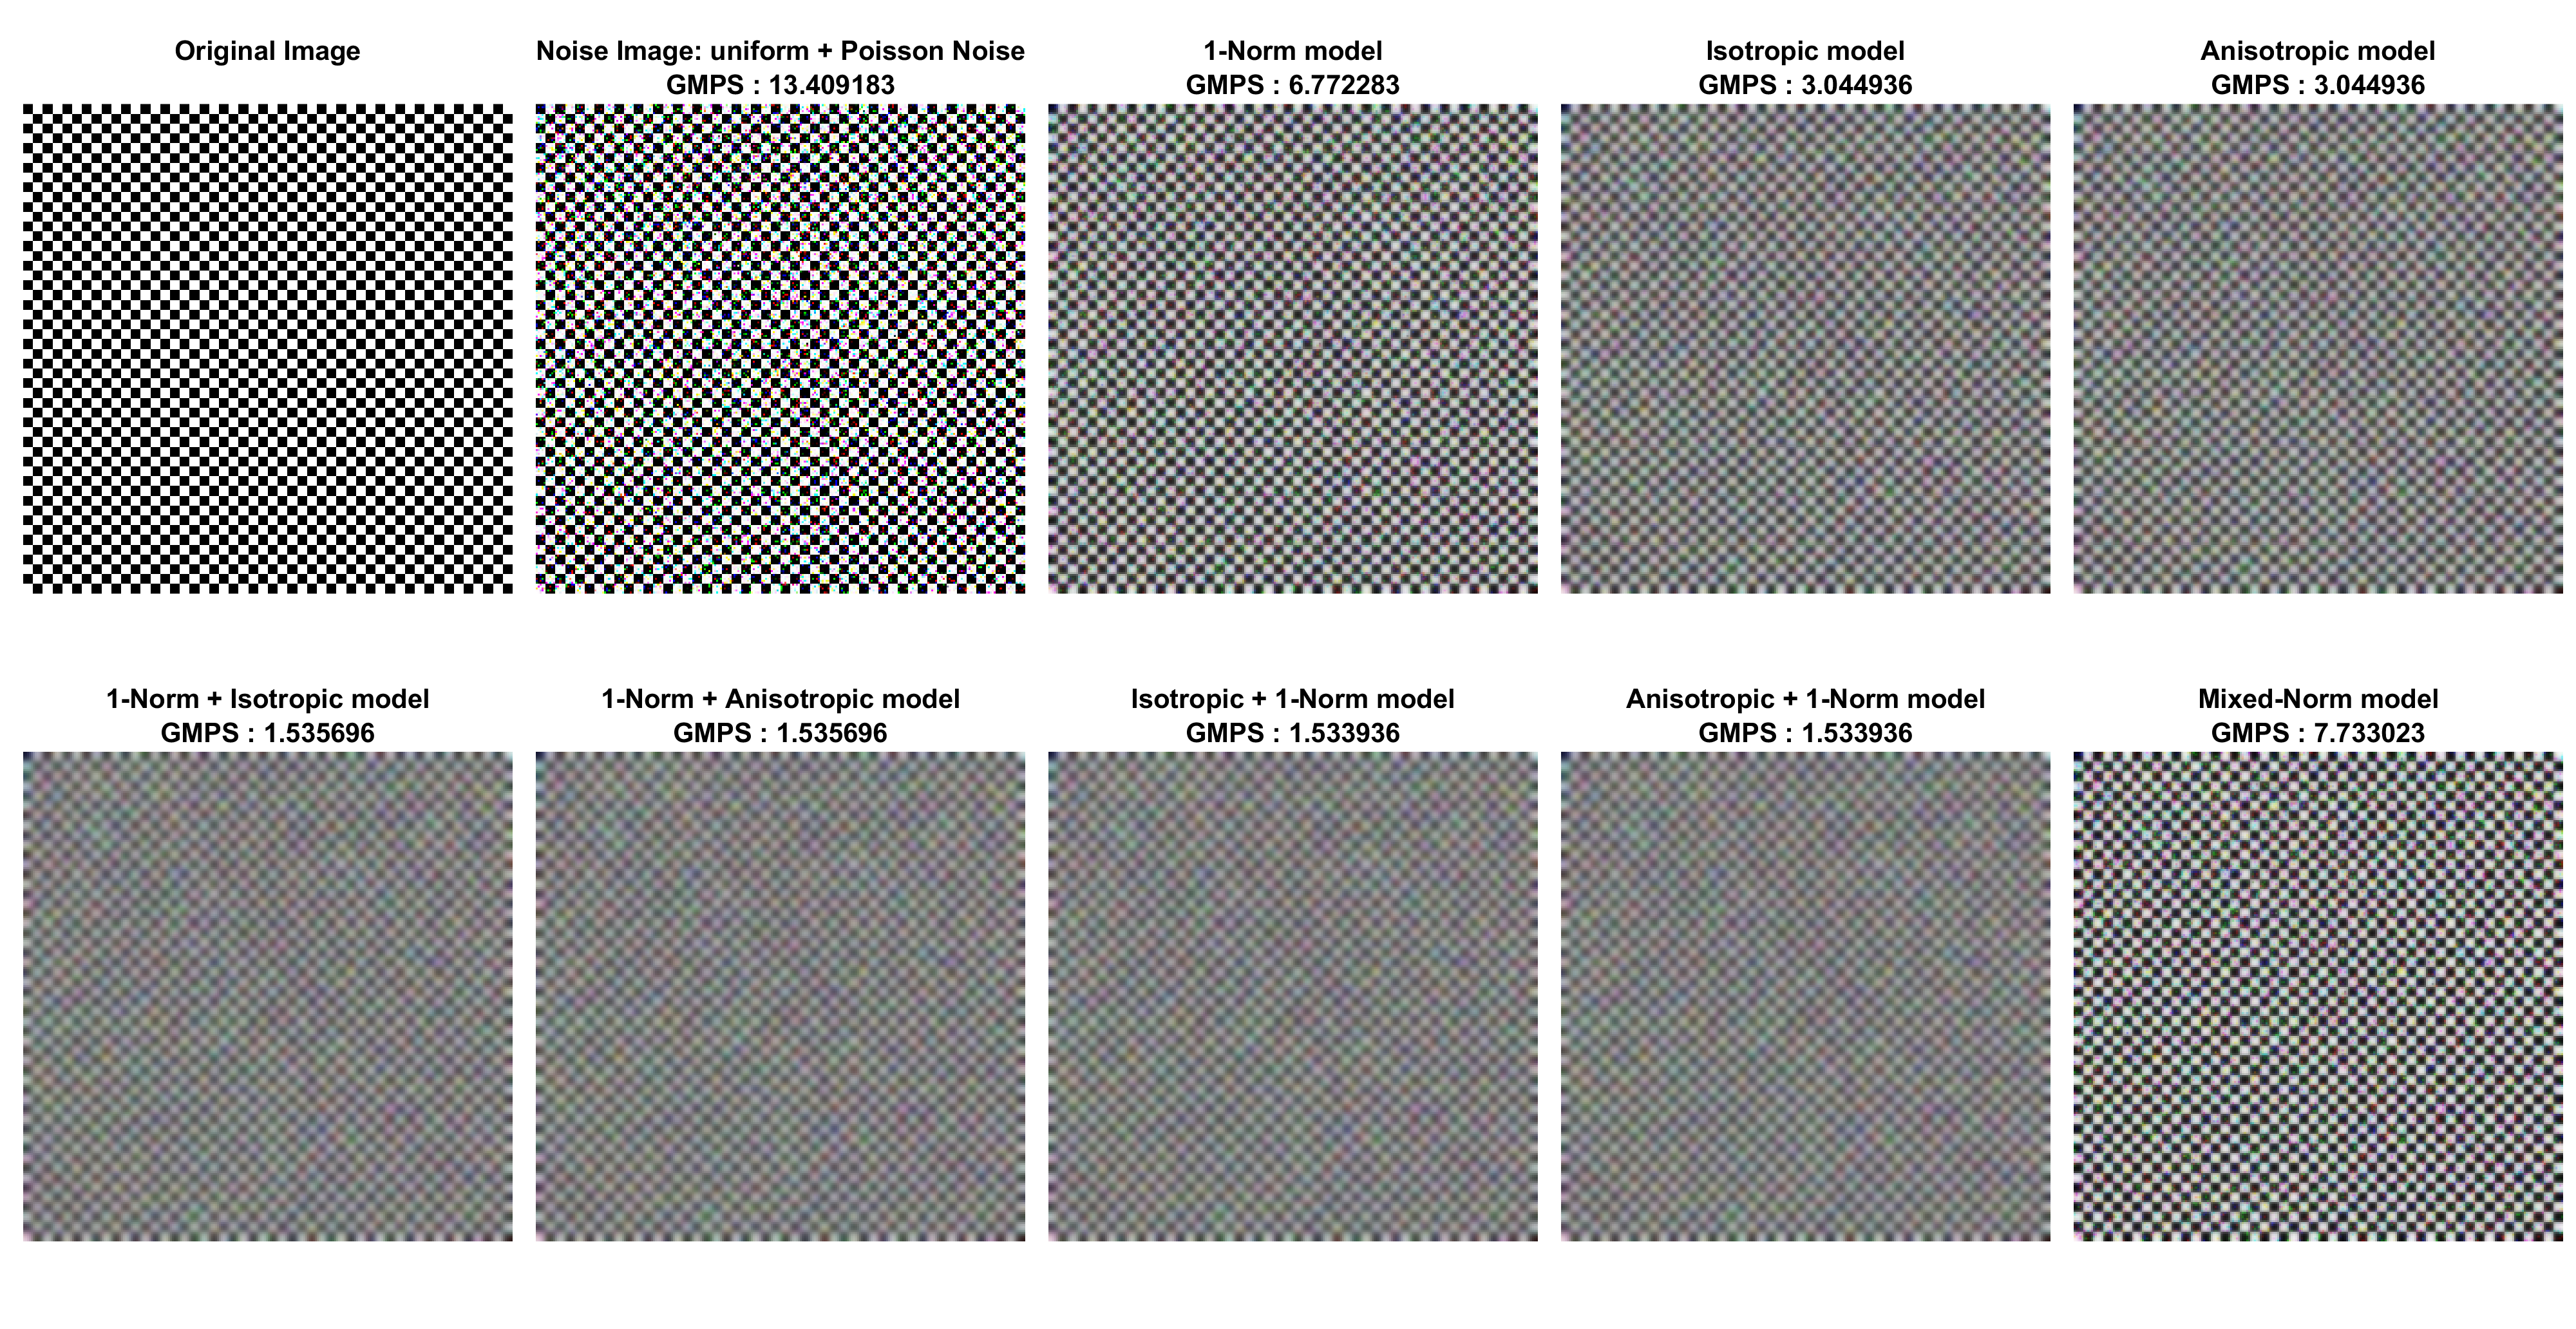 Original Image
Noise Image: uniform + Poisson Noise
GMPS : 13.409183
1-Norm model
GMPS : 6.772283
Isotropic model
GMPS : 3.044936
Anisotropic model
GMPS : 3.044936
1-Norm + Isotropic model
GMPS : 1.535696
1-Norm + Anisotropic model
GMPS : 1.535696
Isotropic + 1-Norm model
GMPS : 1.533936
Anisotropic + 1-Norm model
GMPS : 1.533936
Mixed-Norm model
GMPS : 7.733023